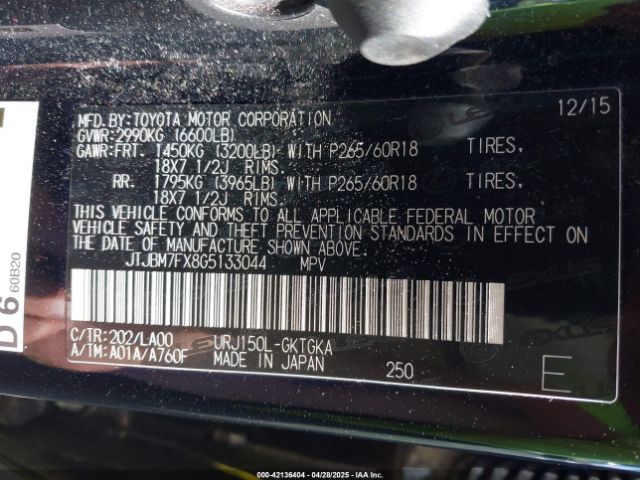 MFD.BY:TOYOTA MOTOR CORPORATION 12/15
GVWR:2990KG (6600LB)
GAWR:FRT. 1450KG (3200LB) WITH P265/60R18 TIRES,
18X7 1/2J RIMS.
RR. 1795KG (3965LB) WITH P265/60R18 TIRES,
18X7 1/2J RIMS.
THIS VEHICLE CONFORMS TO ALL APPLICABLE FEDERAL MOTOR
VEHICLE SAFETY AND THEFT PREVENTION STANDARDS IN EFFECT ON
THE DATE OF MANUFACTURE SHOWN ABOVE.
JTJBM7FX8G5133044 MPV
C/TR:202/LA00 URJ150L-GKTGKA
A/TM:A01A/A760F MADE IN JAPAN 250 E
D 6 60B20
LEXUS
000-42136404 - 04/28/2025 - IAA Inc.